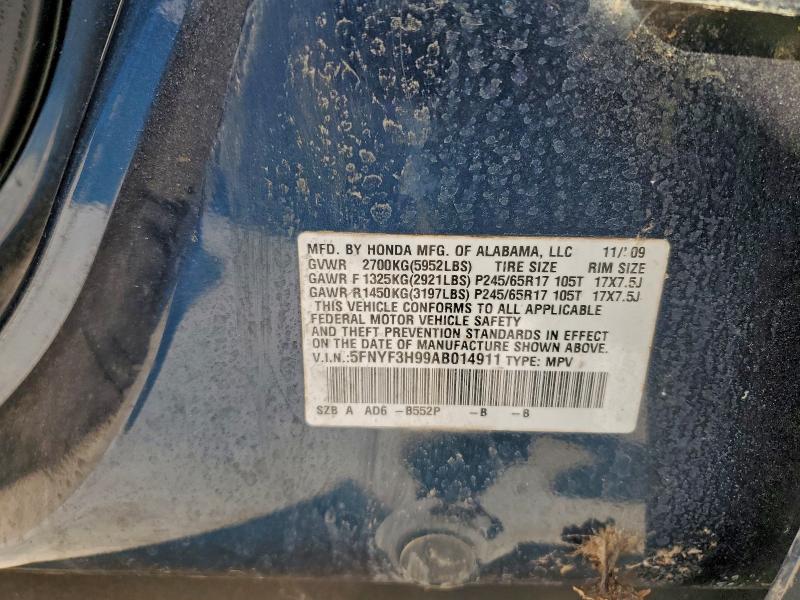 MFD. BY HONDA MFG. OF ALABAMA, LLC 11/'09
GVWR 2700KG(5952LBS) TIRE SIZE RIM SIZE
GAWR F 1325KG(2921LBS) P245/65R17 105T 17X7.5J
GAWR R1450KG(3197LBS) P245/65R17 105T 17X7.5J
THIS VEHICLE CONFORMS TO ALL APPLICABLE
FEDERAL MOTOR VEHICLE SAFETY
AND THEFT PREVENTION STANDARDS IN EFFECT
ON THE DATE OF MANUFACTURE SHOWN ABOVE.
V.I.N.:5FNYF3H99AB014911 TYPE: MPV
SZB A AD6 -B552P -B -B